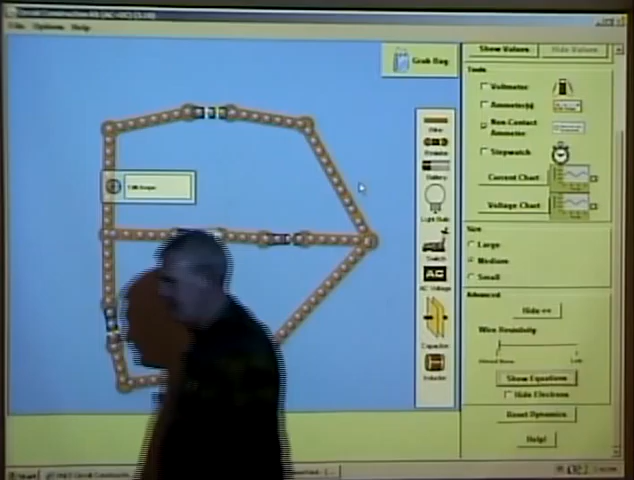 File Options Help
Grab Bag
Show Values
Hide Values
Tools
Voltmeter
Ammeter(s)
Non-Contact
Ammeter
Stopwatch
Current Chart
Voltage Chart
Wire
Resistor
Battery
Light Bulb
Switch
AC
AC Voltage
Capacitor
Inductor
Size
Large
Medium
Small
Advanced
Hide <<
Wire Resistivity
Show Equations
Hide Electrons
Reset Dynamics
Help!